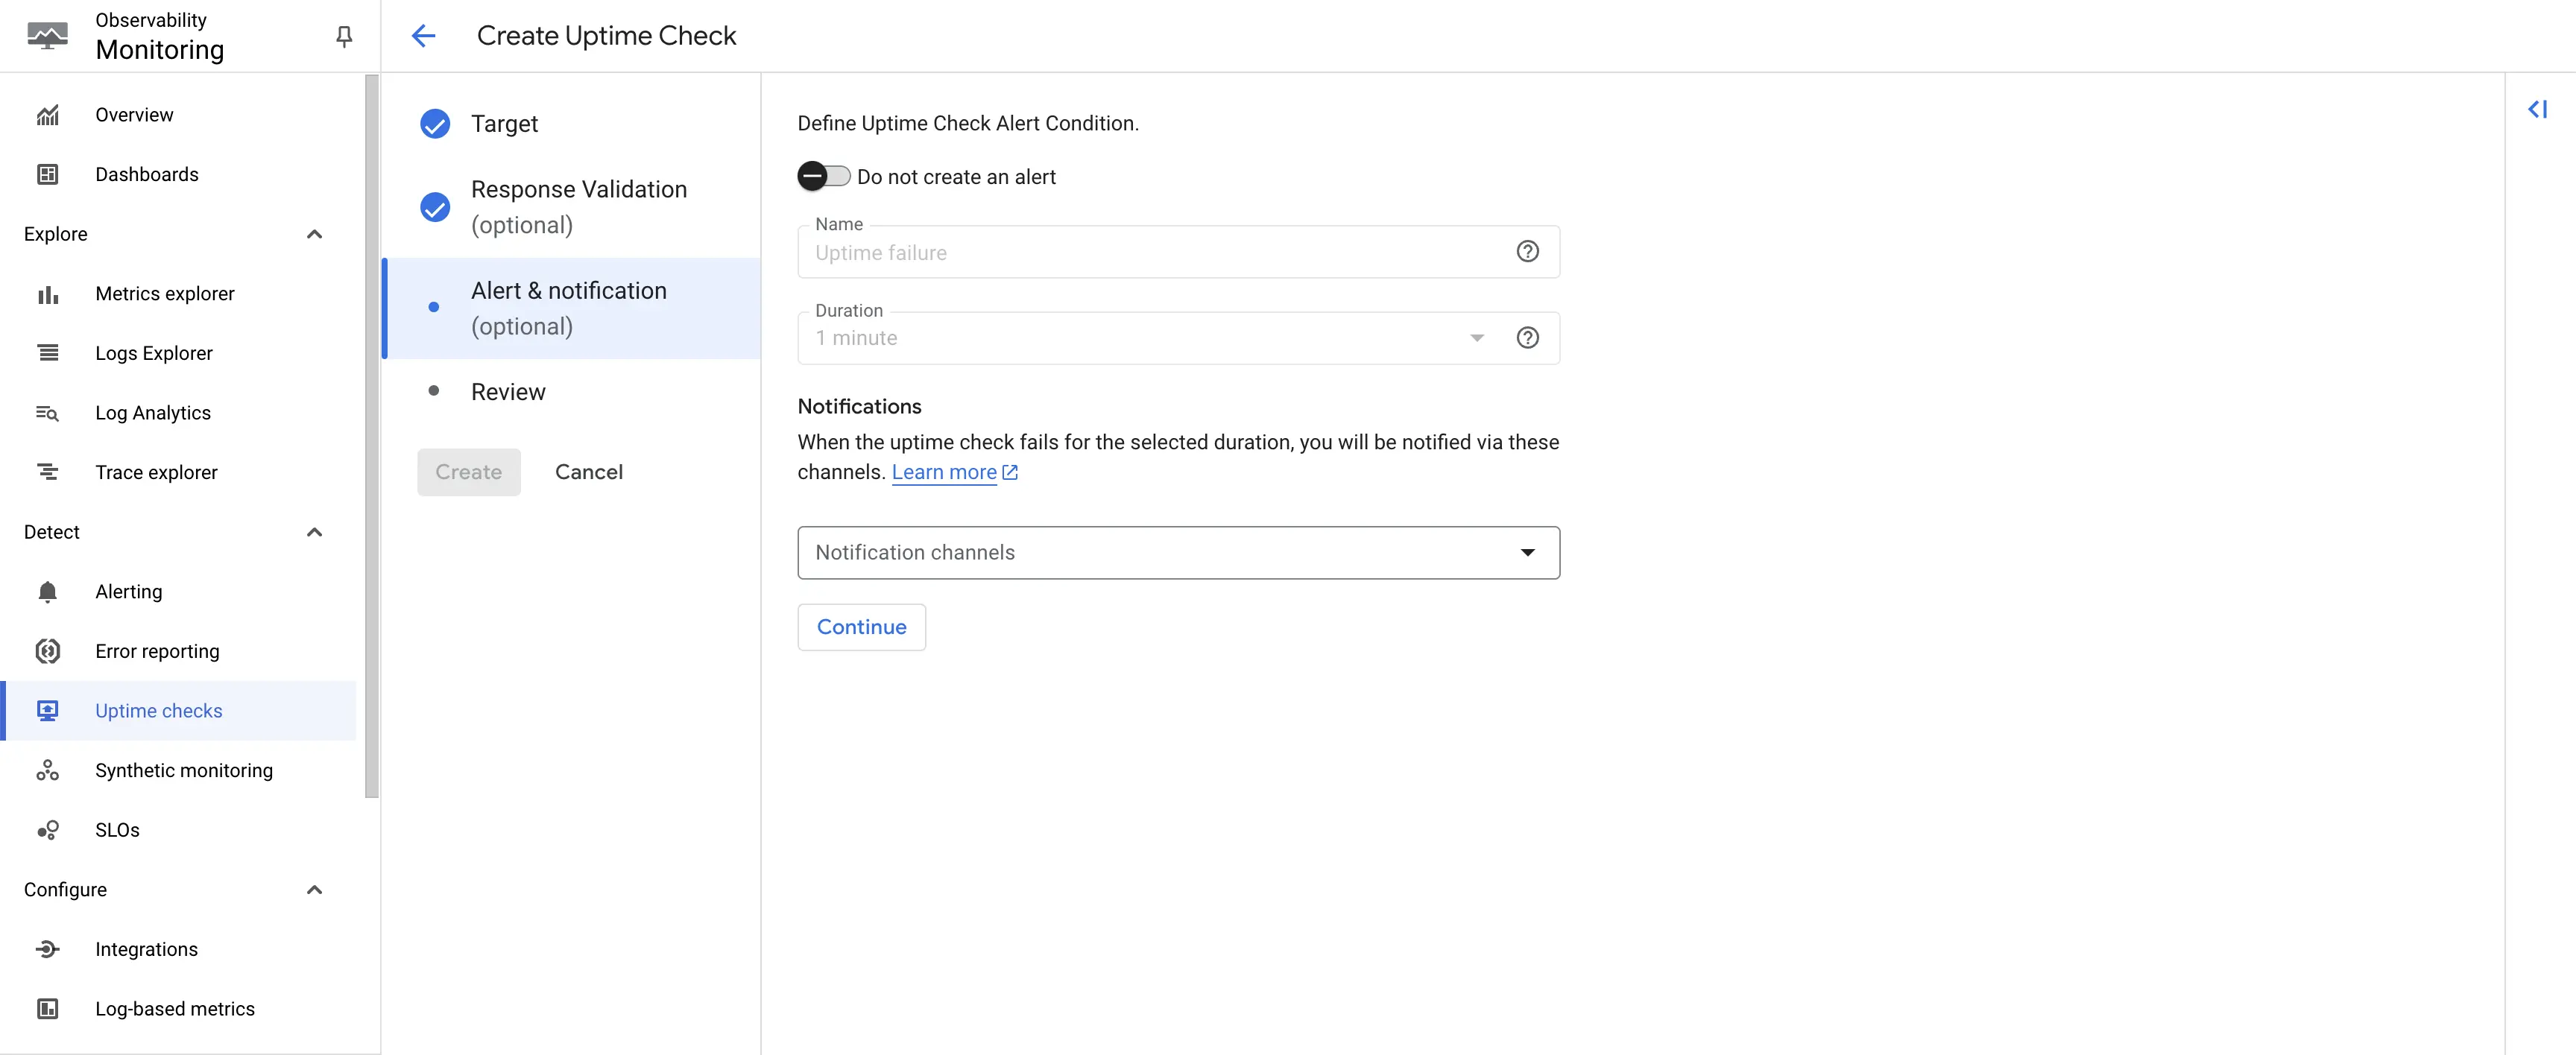 Observability
Monitoring
Overview
Dashboards
Explore
Metrics explorer
Logs Explorer
Log Analytics
Trace explorer
Detect
Alerting
Error reporting
Uptime checks
Synthetic monitoring
SLOs
Configure
Integrations
Log-based metrics
Create Uptime Check
Target
Response Validation
(optional)
Alert & notification
(optional)
Review
Create Cancel
Define Uptime Check Alert Condition.
Do not create an alert
Name
Uptime failure
Duration
1 minute
Notifications
When the uptime check fails for the selected duration, you will be notified via these
channels. Learn more
Notification channels
Continue